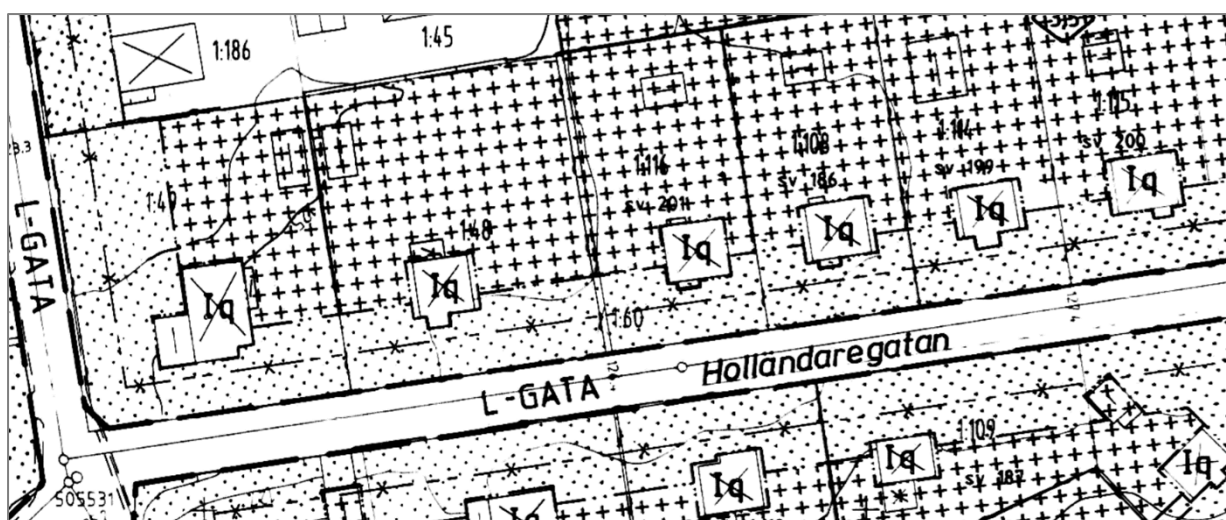 1:186
1:45
1:115
sv 200
1:114
sv 199
1:108
sv 186
1:116
sv 201
1:48
1:49
L-GATA
Iq
Iq
Iq
Iq
Iq
Iq
1:60
Holländaregatan
L-GATA
1:109
sv 187
Iq
Iq
Iq
Iq
505531